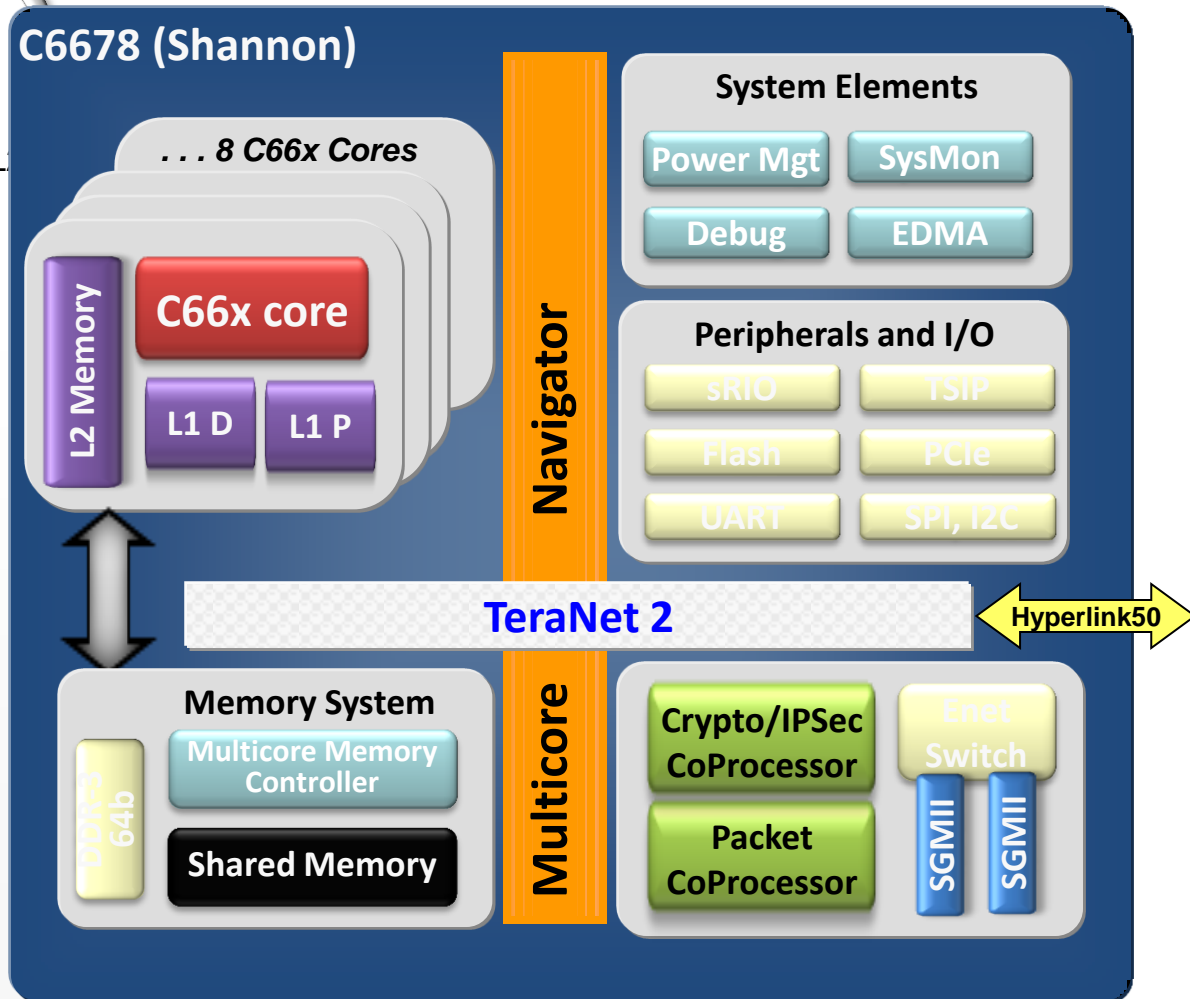 C6678 (Shannon)
. . . 8 C66x Cores
L2 Memory
C66x core
L1 D
L1 P
System Elements
Power Mgt
SysMon
Debug
EDMA
Peripherals and I/O
sRIO
TSIP
Flash
PCIe
UART
SPI, I2C
Multicore Navigator
TeraNet 2
Hyperlink50
Memory System
DDR-3
64b
Multicore Memory
Controller
Shared Memory
Crypto/IPSec
CoProcessor
Packet
CoProcessor
Enet
Switch
SGMII
SGMII